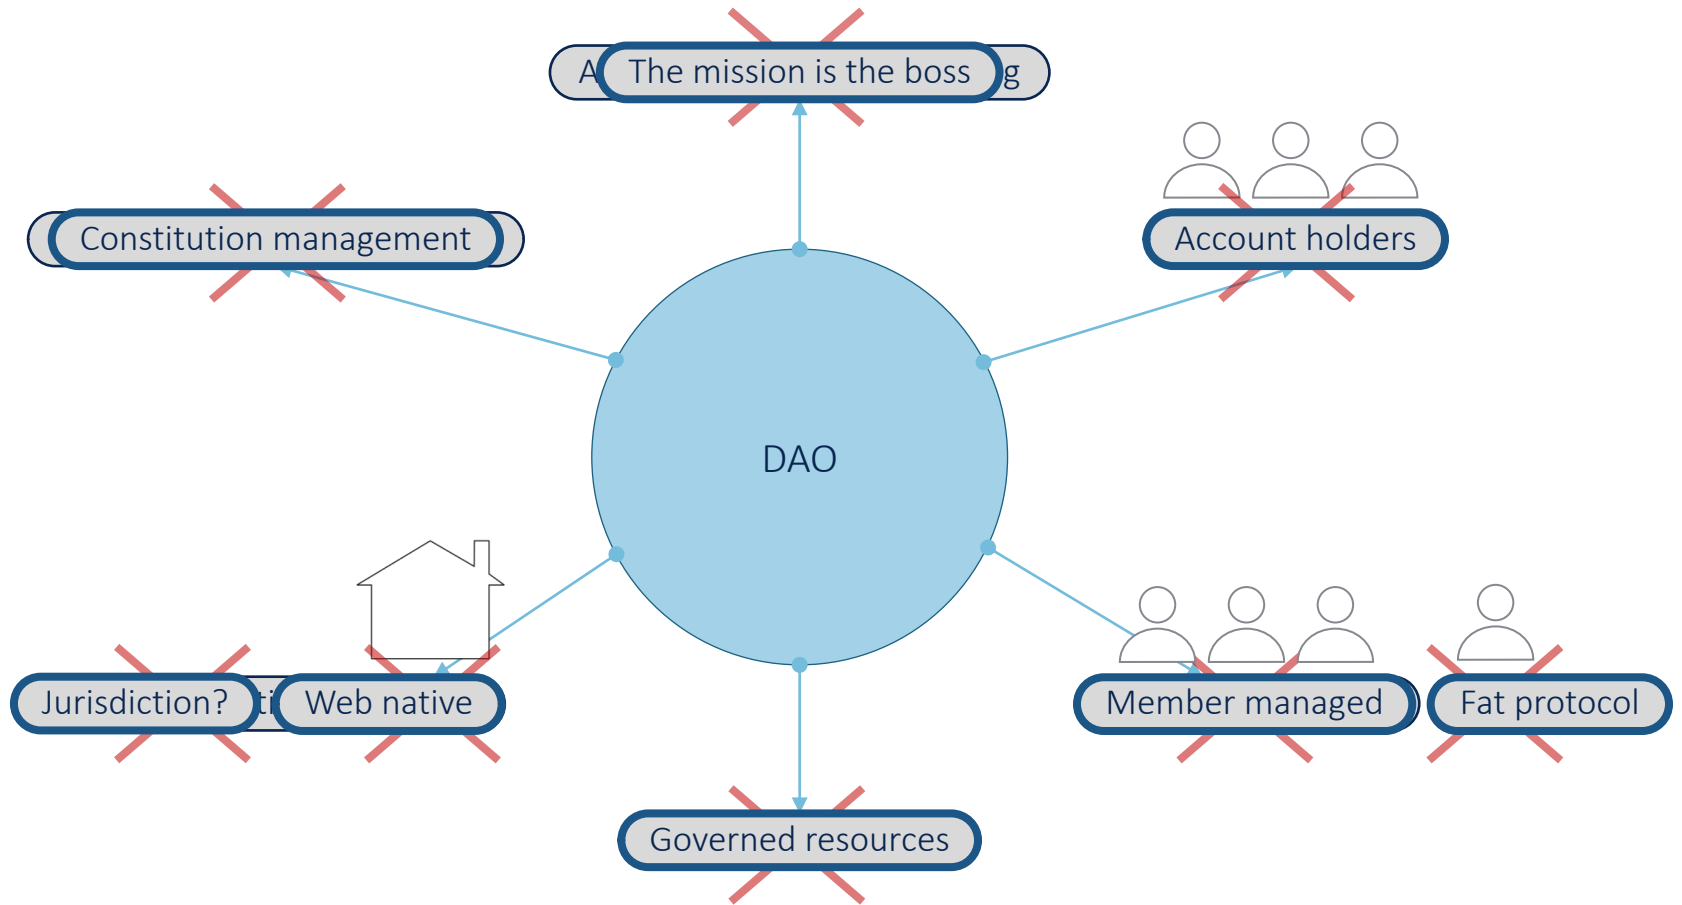 The mission is the boss
Constitution management
Account holders
DAO
Jurisdiction?
Web native
Member managed
Fat protocol
Governed resources